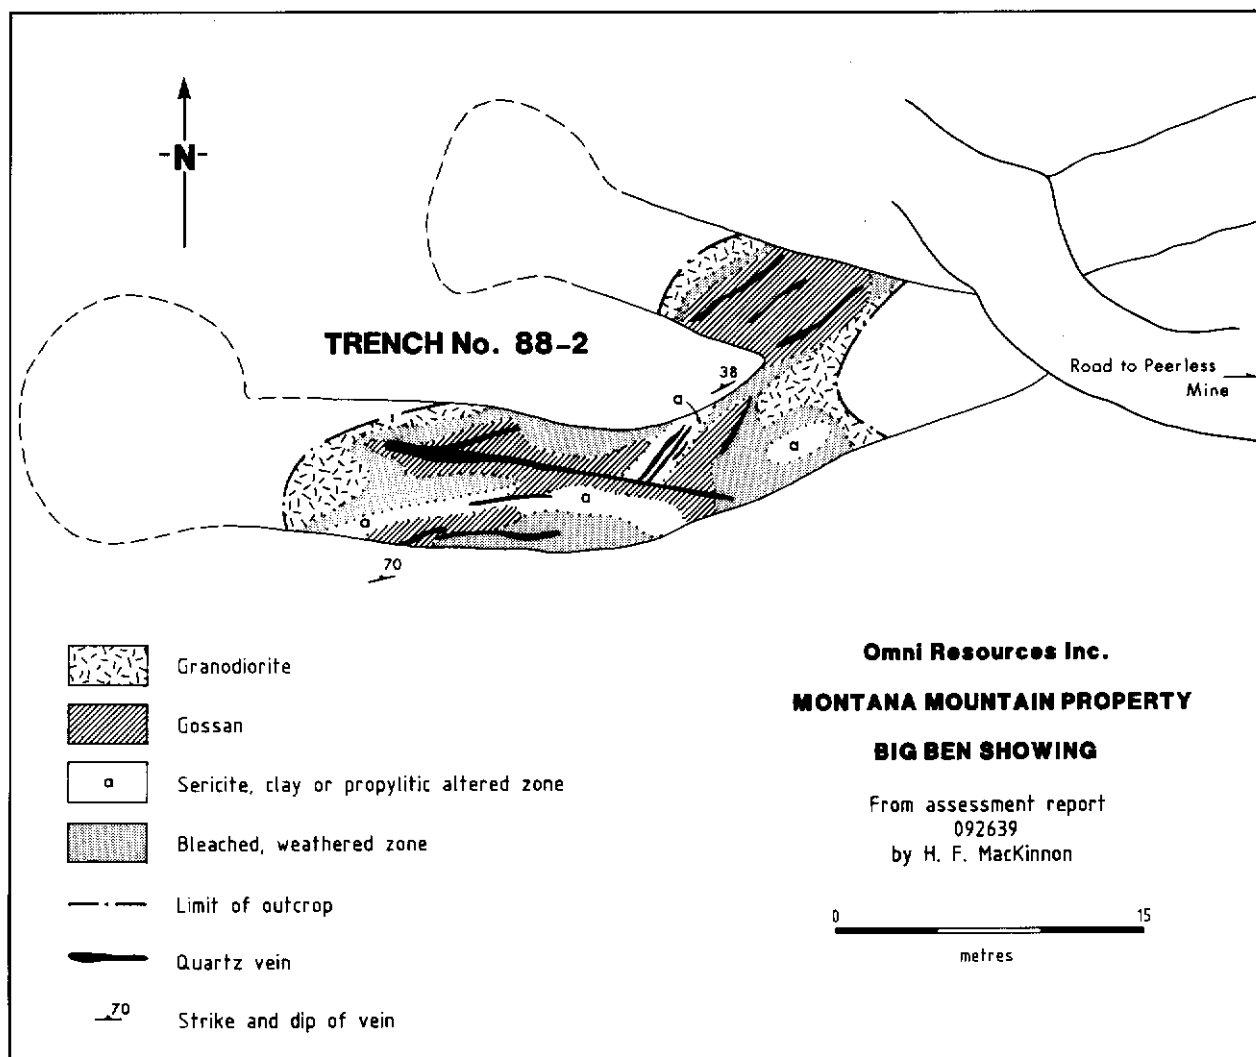 -N-
TRENCH No. 88-2
38
a
Road to Peerless
Mine
a
a
a
70
Granodiorite
Gossan
a
Sericite, clay or propylitic altered zone
Bleached, weathered zone
Limit of outcrop
Quartz vein
70
Strike and dip of vein
Omni Resources Inc.
MONTANA MOUNTAIN PROPERTY
BIG BEN SHOWING
From assessment report
092639
by H. F. MacKinnon
0 15
metres